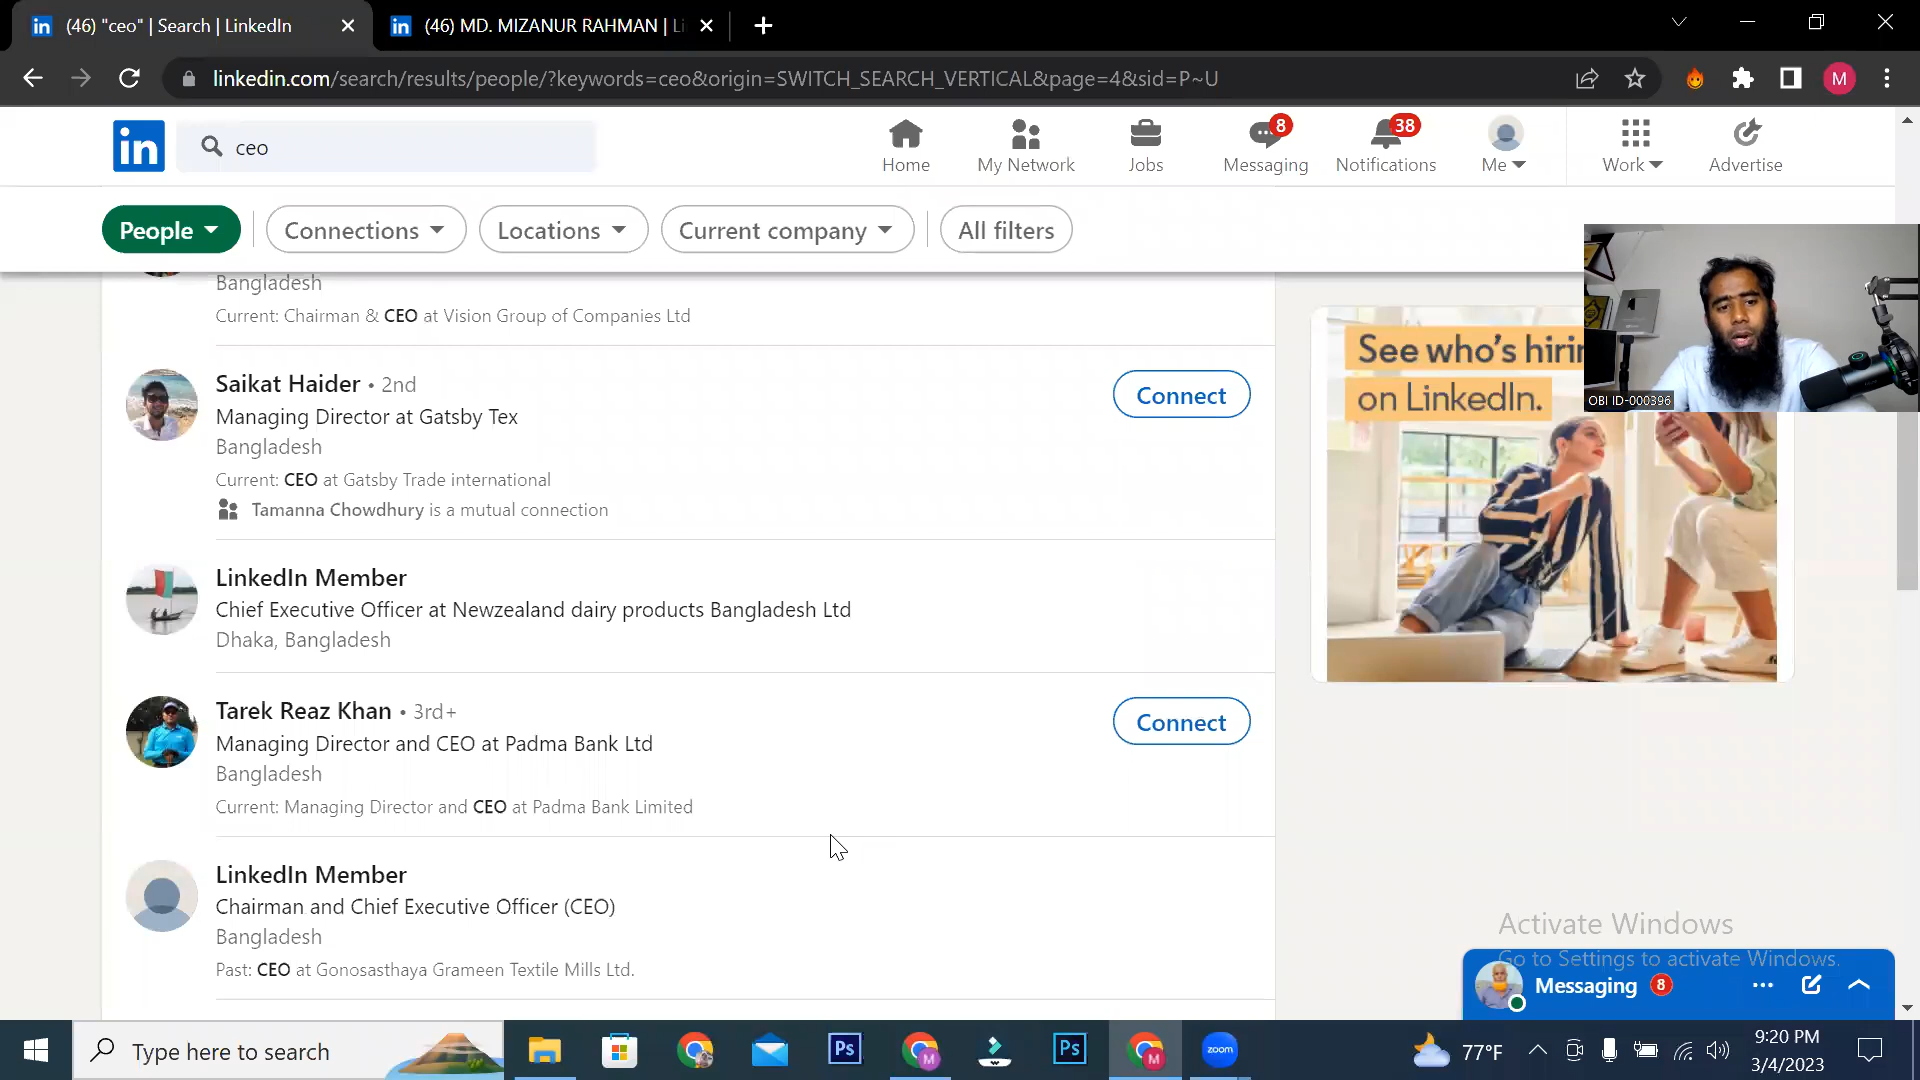 (46) "ceo" | Search | LinkedIn
(46) MD. MIZANUR RAHMAN | Li
linkedin.com/search/results/people/?keywords=ceo&origin=SWITCH_SEARCH_VERTICAL&page=4&sid=P~U
M
in
ceo
Home
My Network
Jobs
8
Messaging
38
Notifications
Me
Work
Advertise
People
Connections
Locations
Current company
All filters
Bangladesh
Current: Chairman & CEO at Vision Group of Companies Ltd
Saikat Haider • 2nd
Connect
Managing Director at Gatsby Tex
Bangladesh
Current: CEO at Gatsby Trade international
Tamanna Chowdhury is a mutual connection
LinkedIn Member
Chief Executive Officer at Newzealand dairy products Bangladesh Ltd
Dhaka, Bangladesh
Tarek Reaz Khan • 3rd+
Connect
Managing Director and CEO at Padma Bank Ltd
Bangladesh
Current: Managing Director and CEO at Padma Bank Limited
LinkedIn Member
Chairman and Chief Executive Officer (CEO)
Bangladesh
Past: CEO at Gonosasthaya Grameen Textile Mills Ltd.
See who's hirin
on LinkedIn.
OBI ID-000396
Activate Windows
Go to Settings to activate Windows.
Messaging 8
Type here to search
Ps
M
Ps
M
zoom
77°F
9:20 PM
3/4/2023